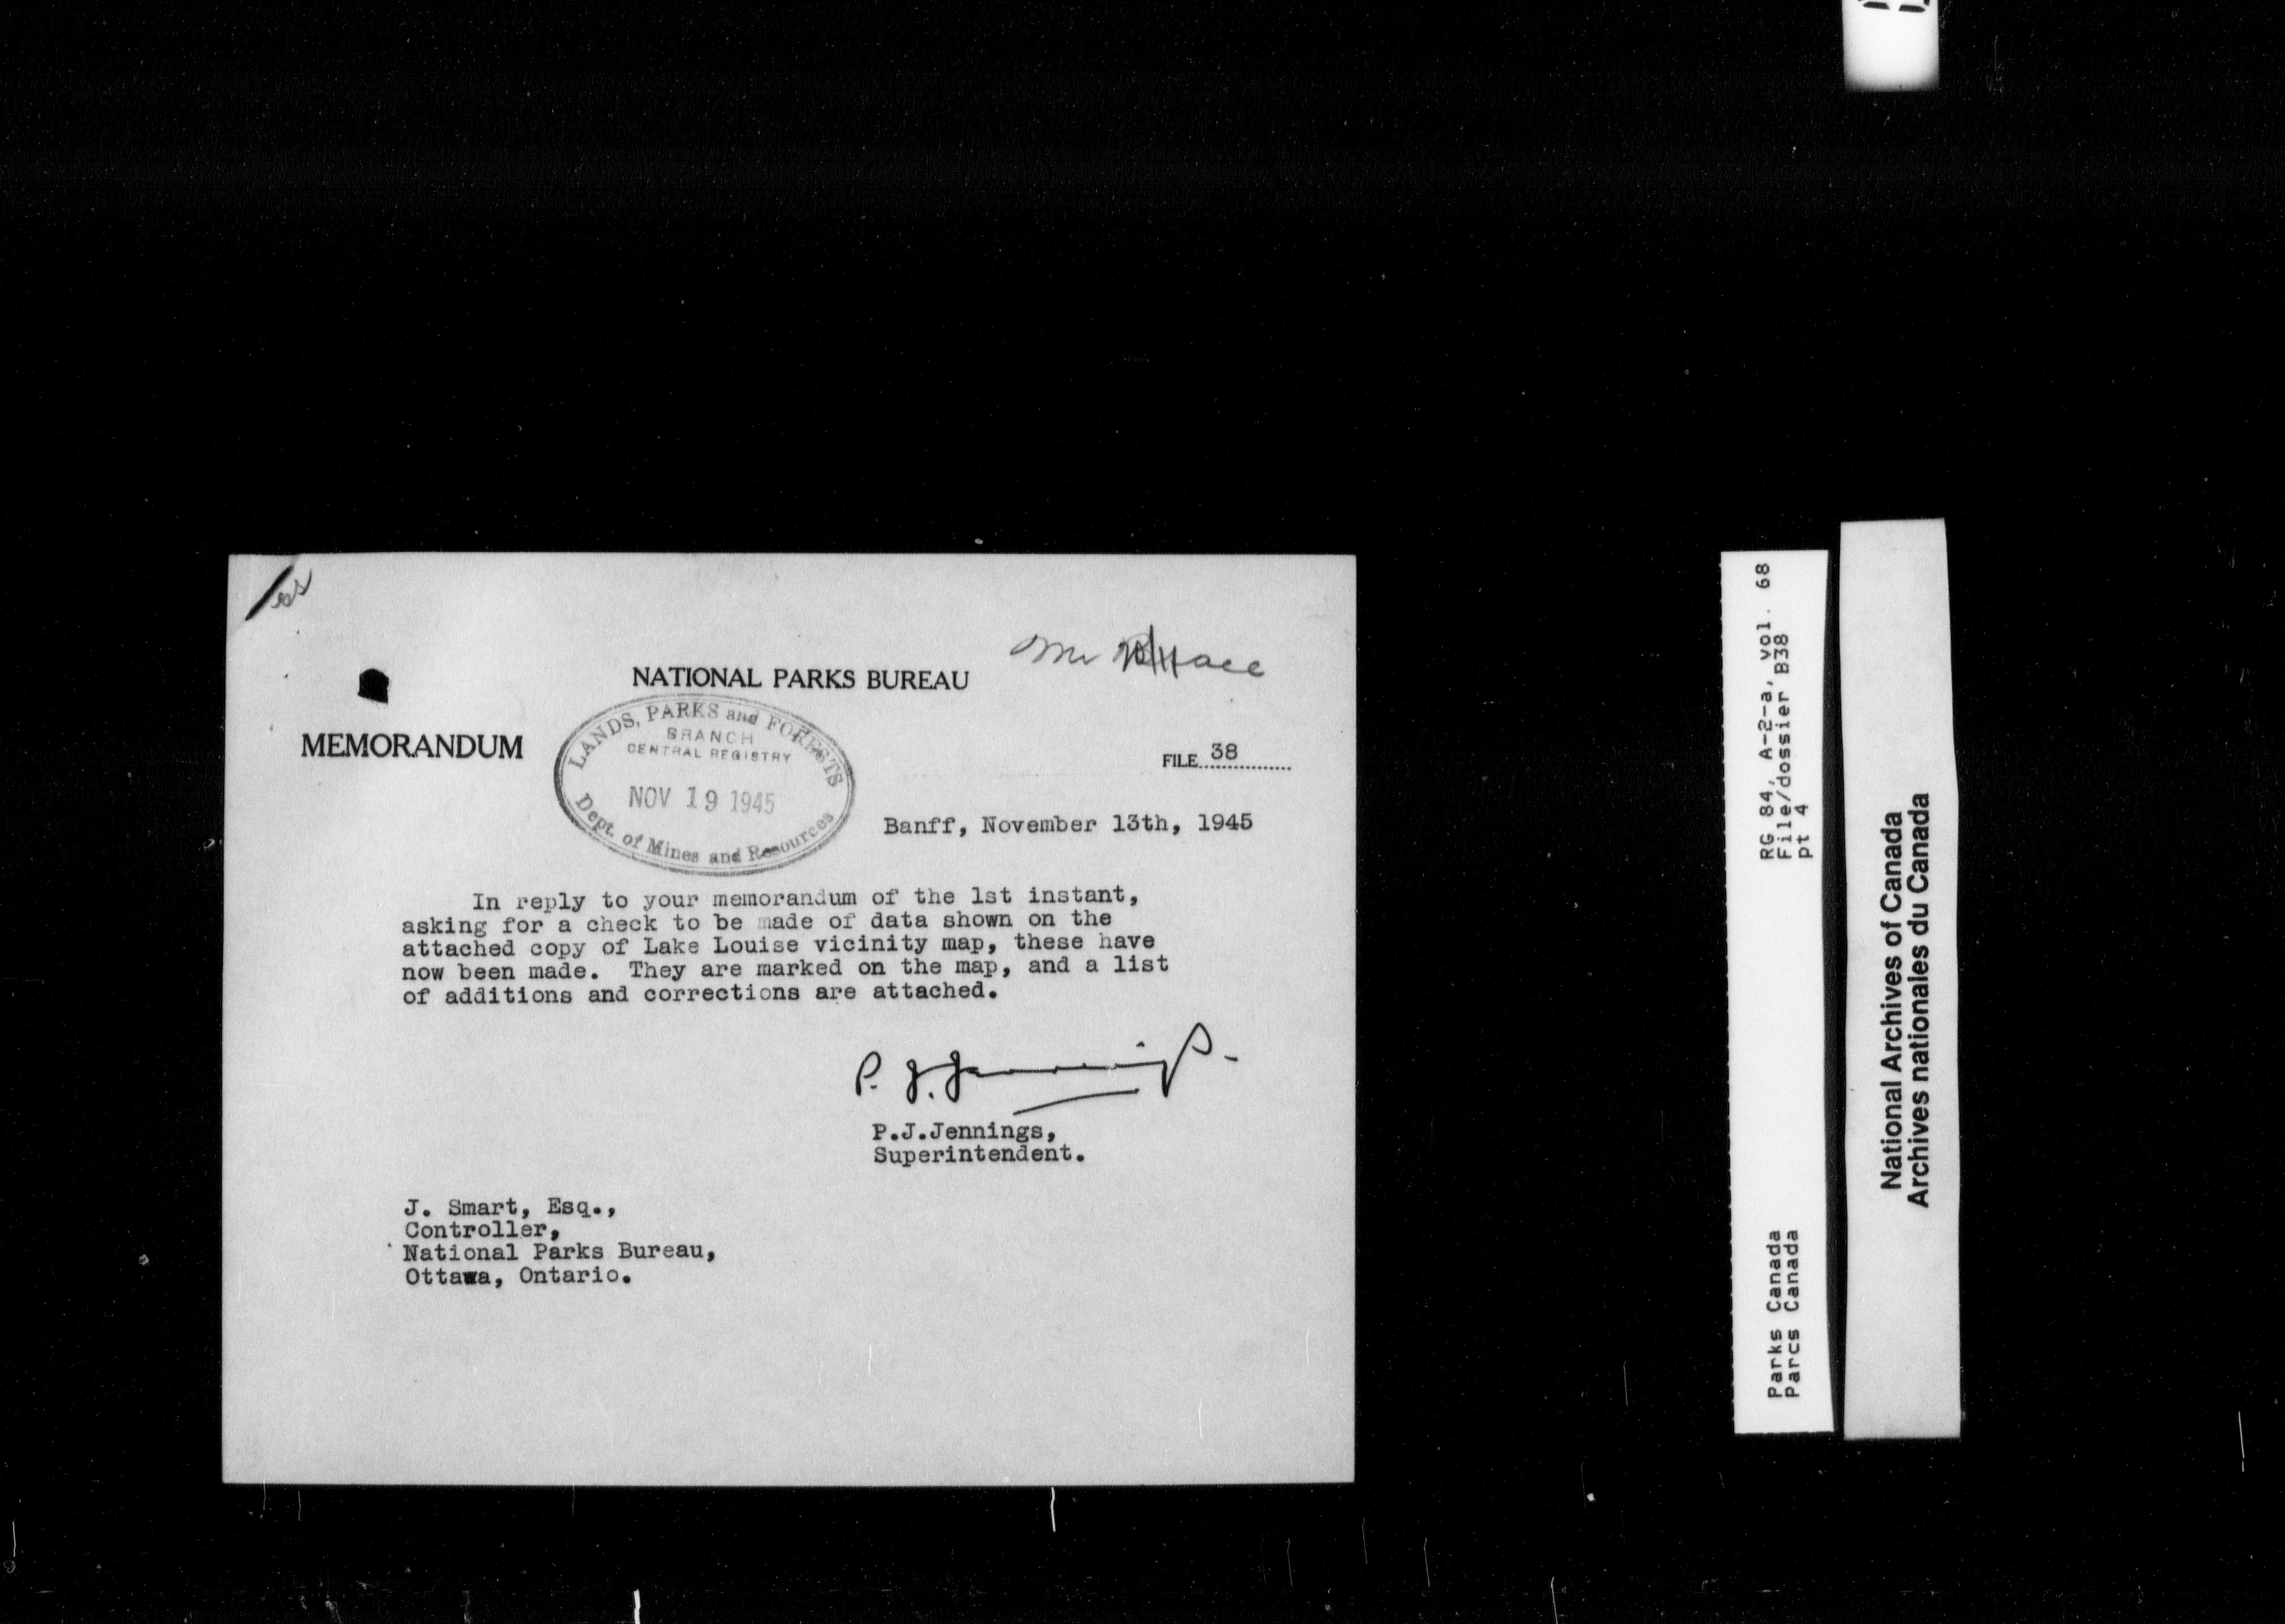 Mr
NATIONAL PARKS BUREAU
MEMORANDUM
LANDS, PARKS and FORESTS
BRANCH
CENTRAL REGISTRY
NOV 19 1945
Dept. of Mines and Resources
FILE 38
Banff, November 13th, 1945
In reply to your memorandum of the 1st instant,
asking for a check to be made of data shown on the
attached copy of Lake Louise vicinity map, these have
now been made. They are marked on the map, and a list
of additions and corrections are attached.
P. J. Jennings.
P.J.Jennings,
Superintendent.
J. Smart, Esq.,
Controller,
National Parks Bureau,
Ottawa, Ontario.
RG 84, A-2-a, vol. 68
File/dossier B38
pt 4
Parks Canada
Parcs Canada
National Archives of Canada
Archives nationales du Canada